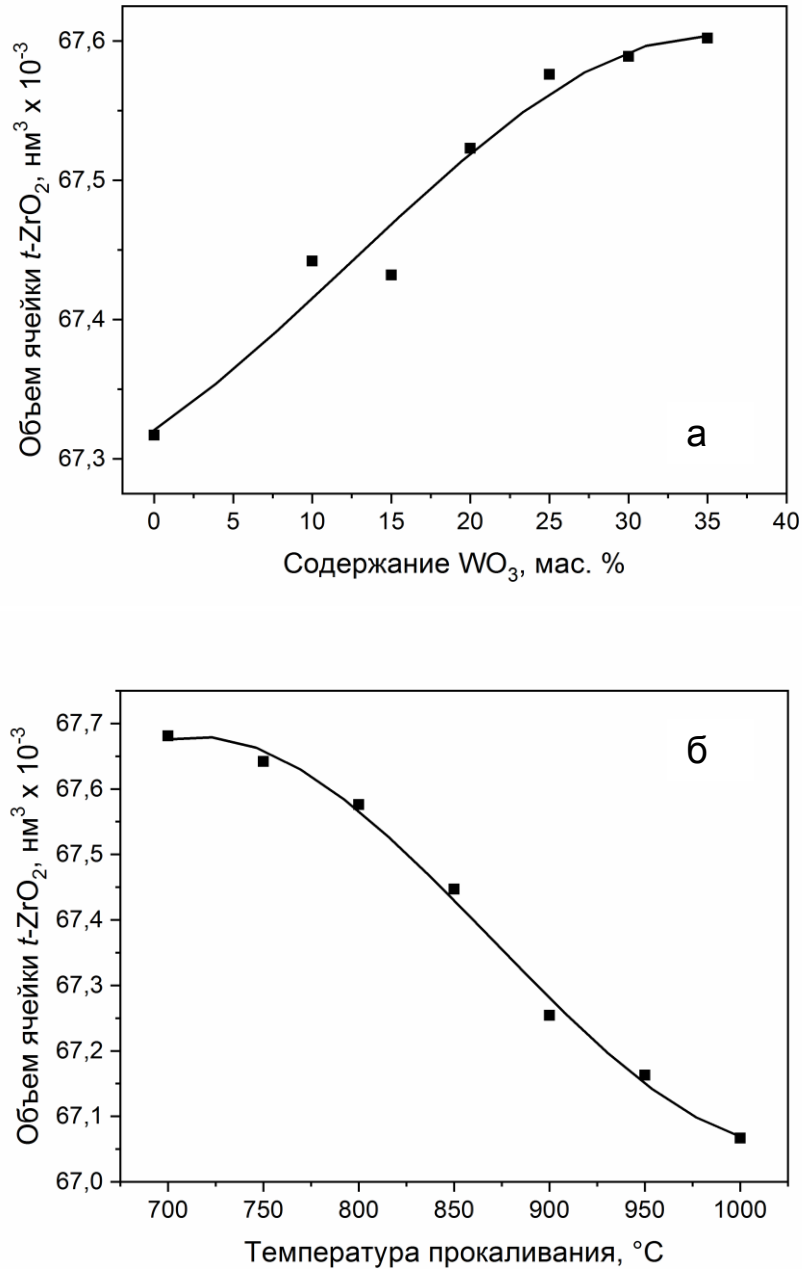 Объем ячейки t-ZrO₂, нм³ x 10⁻³
67,6
67,5
67,4
67,3
а
0 5 10 15 20 25 30 35 40
Содержание WO₃, мас. %
Объем ячейки t-ZrO₂, нм³ x 10⁻³
67,7
67,6
67,5
67,4
67,3
67,2
67,1
67,0
б
700 750 800 850 900 950 1000
Температура прокаливания, °C